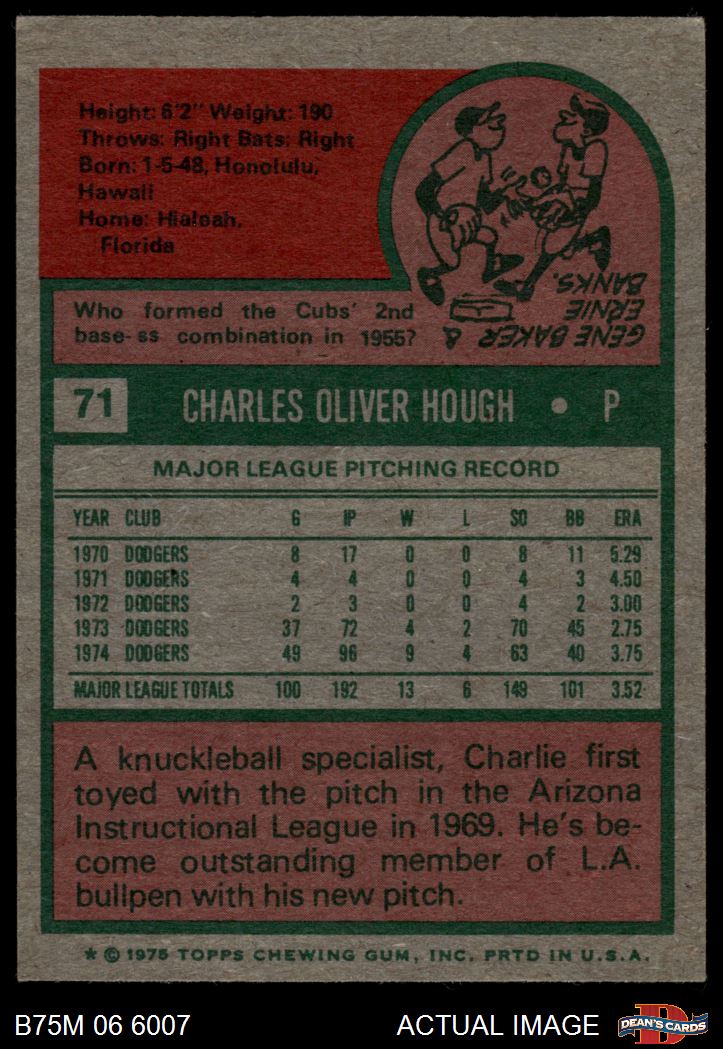 Height: 6'2" Weight: 190
Throws: Right Bats: Right
Born: 1-5-48, Honolulu,
Hawaii
Home: Hialeah,
Florida
Who formed the Cubs' 2nd
base-ss combination in 1955?
GENE BAKER &
ERNIE
BANKS.
71 CHARLES OLIVER HOUGH • P
MAJOR LEAGUE PITCHING RECORD
YEAR CLUB G IP W L SO BB ERA
1970 DODGERS 8 17 0 0 8 11 5.29
1971 DODGERS 4 4 0 0 4 3 4.50
1972 DODGERS 2 3 0 0 4 2 3.00
1973 DODGERS 37 72 4 2 70 45 2.75
1974 DODGERS 49 96 9 4 63 40 3.75
MAJOR LEAGUE TOTALS 100 192 13 6 149 101 3.52
A knuckleball specialist, Charlie first
toyed with the pitch in the Arizona
Instructional League in 1969. He's be-
come outstanding member of L.A.
bullpen with his new pitch.
* © 1975 TOPPS CHEWING GUM, INC. PRTD IN U.S.A.
B75M 06 6007 ACTUAL IMAGE D DEAN'S CARDS